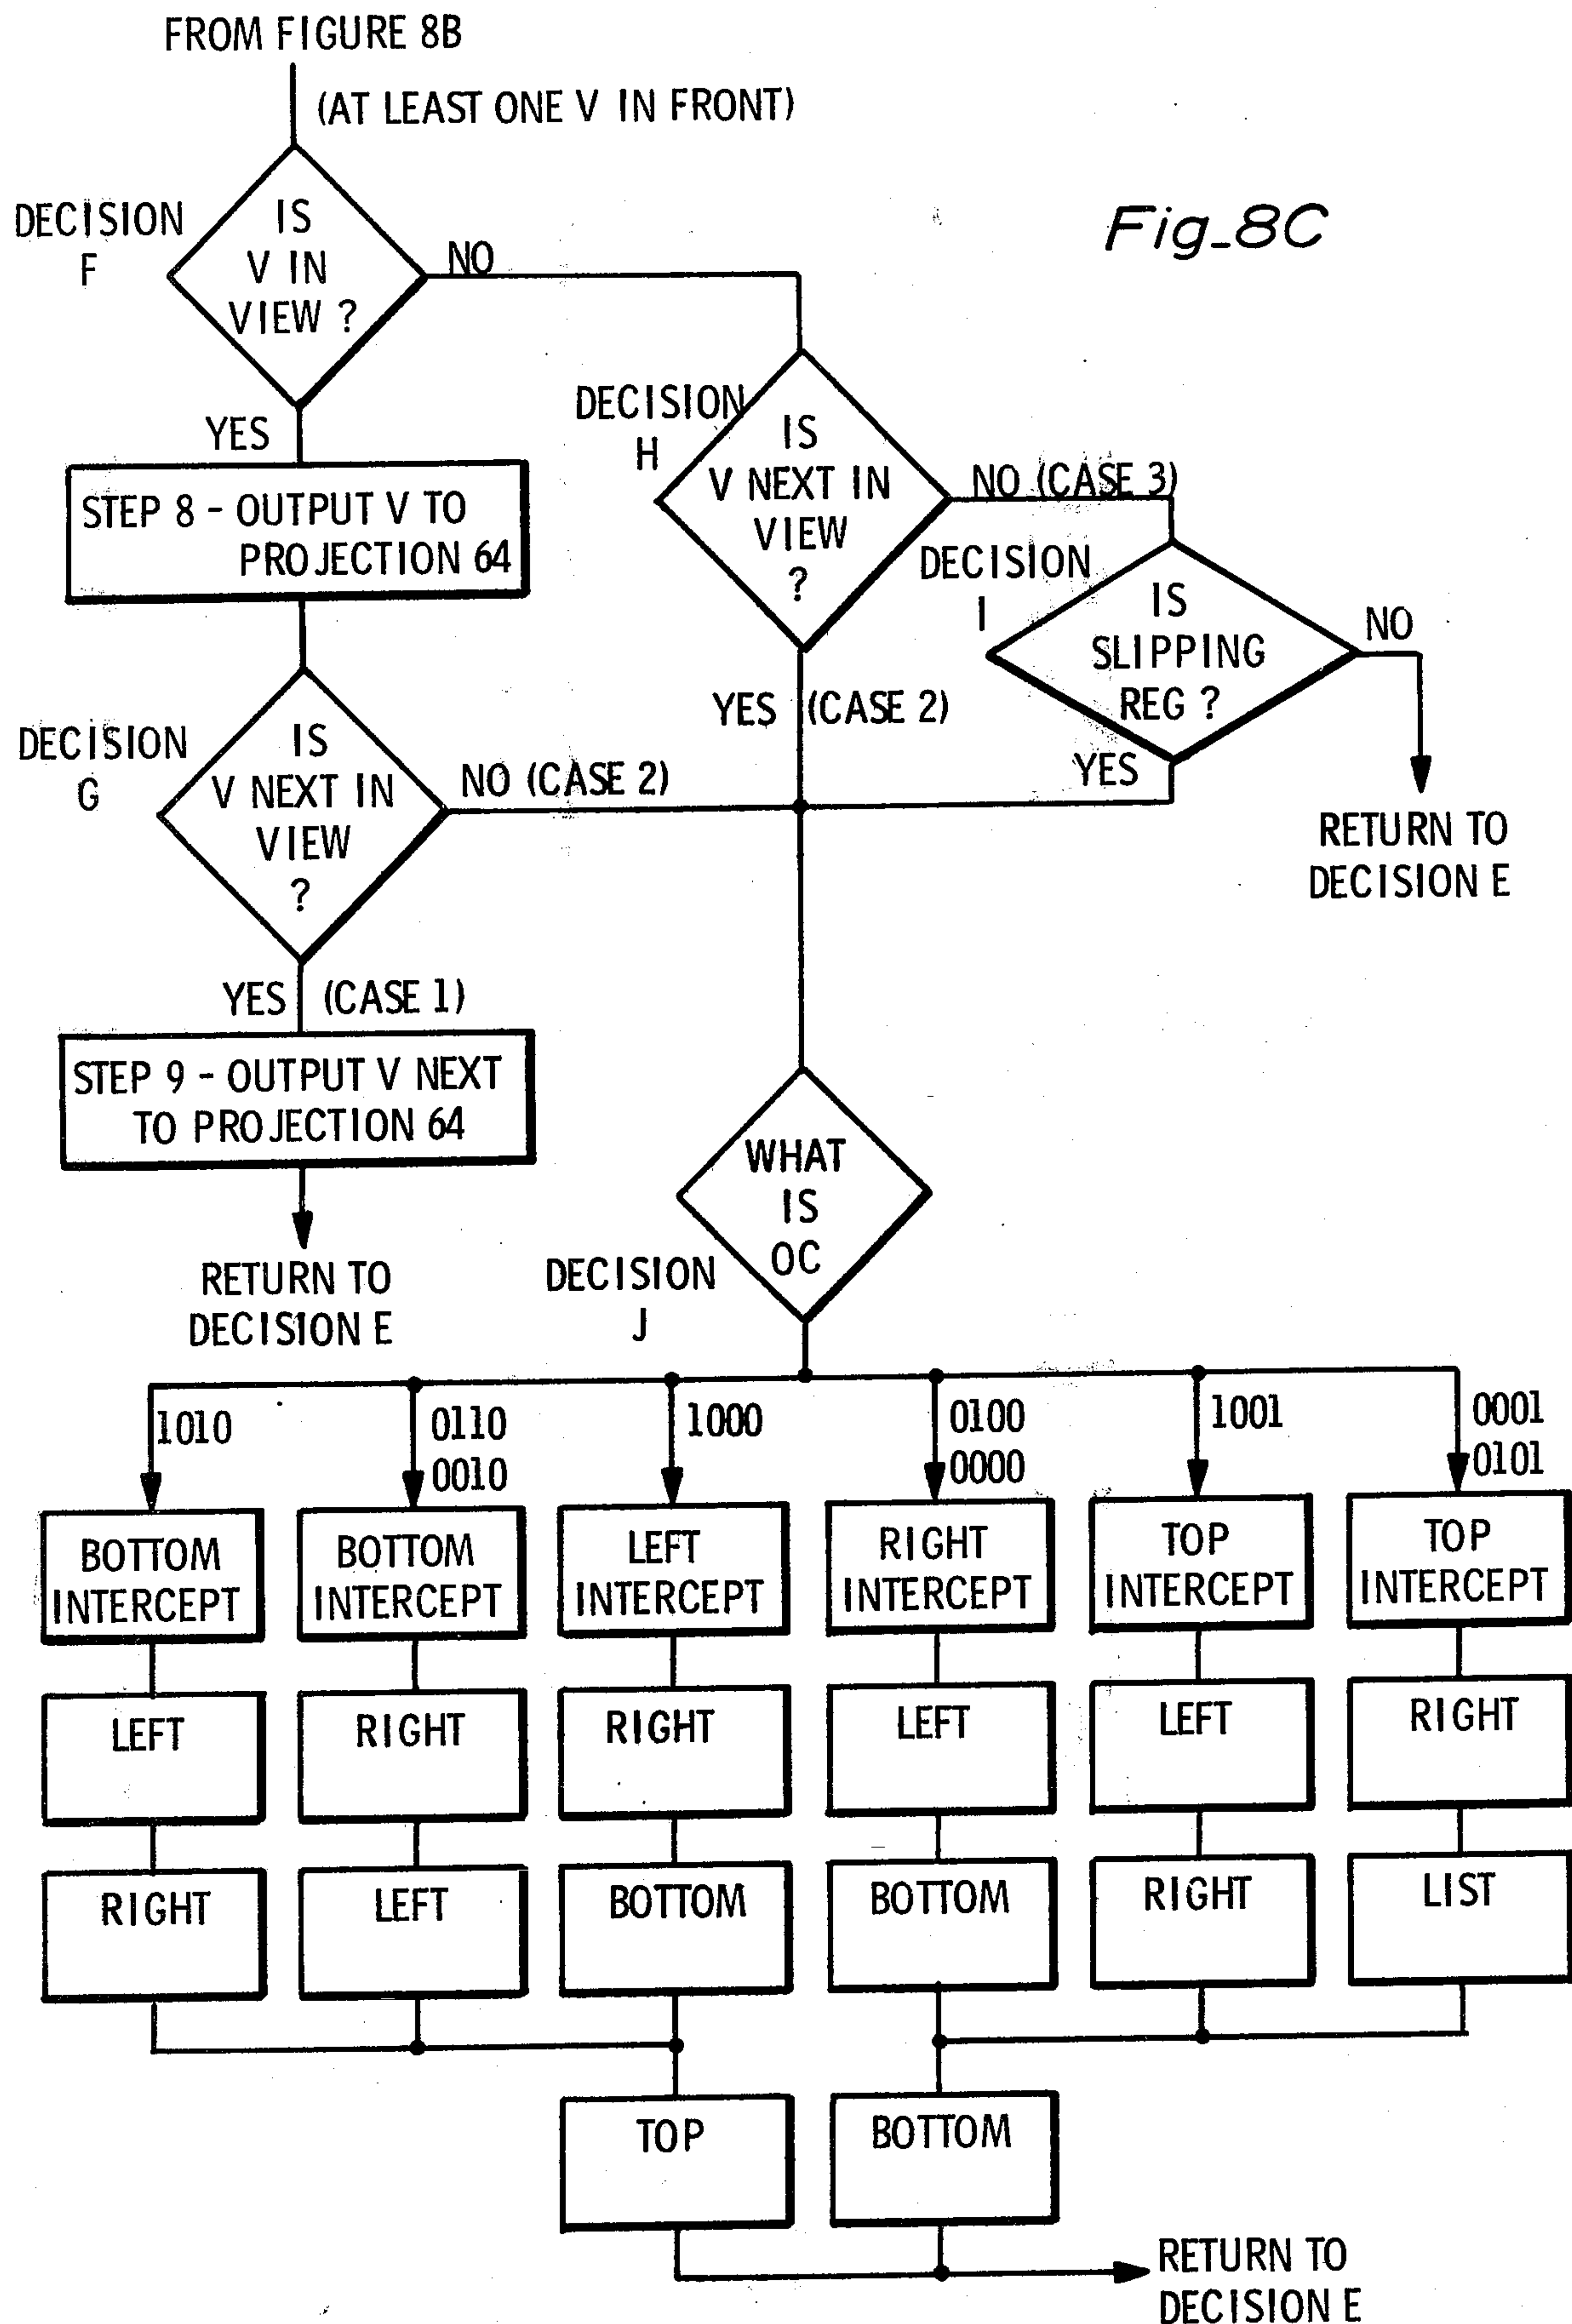 FROM FIGURE 8B
(AT LEAST ONE V IN FRONT)
Fig_8C
DECISION
F
IS
V IN
VIEW ?
NO
YES
STEP 8 - OUTPUT V TO
PROJECTION 64
DECISION
H
IS
V NEXT IN
VIEW
?
NO (CASE 3)
YES (CASE 2)
DECISION
I
IS
SLIPPING
REG ?
NO
YES
RETURN TO
DECISION E
DECISION
G
IS
V NEXT IN
VIEW
?
NO (CASE 2)
YES (CASE 1)
STEP 9 - OUTPUT V NEXT
TO PROJECTION 64
RETURN TO
DECISION E
WHAT
IS
OC
DECISION
J
1010
0110
0010
1000
0100
0000
1001
0001
0101
BOTTOM
INTERCEPT
BOTTOM
INTERCEPT
LEFT
INTERCEPT
RIGHT
INTERCEPT
TOP
INTERCEPT
TOP
INTERCEPT
LEFT
RIGHT
RIGHT
LEFT
LEFT
RIGHT
RIGHT
LEFT
BOTTOM
BOTTOM
RIGHT
LIST
TOP
BOTTOM
RETURN TO
DECISION E